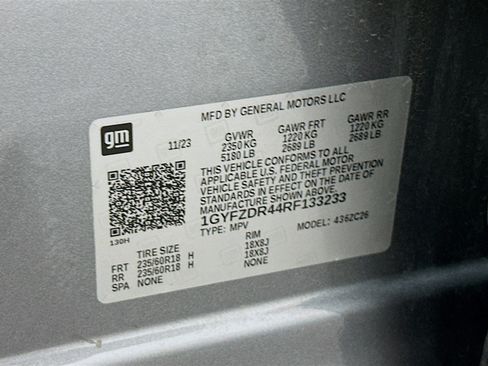 MFD BY GENERAL MOTORS LLC
gm
11/23 GVWR GAWR FRT GAWR RR
2350 KG 1220 KG 1220 KG
5180 LB 2689 LB 2689 LB
THIS VEHICLE CONFORMS TO ALL
APPLICABLE U.S. FEDERAL MOTOR
VEHICLE SAFETY AND THEFT PREVENTION
STANDARDS IN EFFECT ON THE DATE OF
MANUFACTURE SHOWN ABOVE.
1GYFZDR44RF133233
130H TYPE: MPV MODEL: 4362C26
TIRE SIZE RIM
FRT 235/60R18 H 18X8J
RR 235/60R18 H 18X8J
SPA NONE NONE